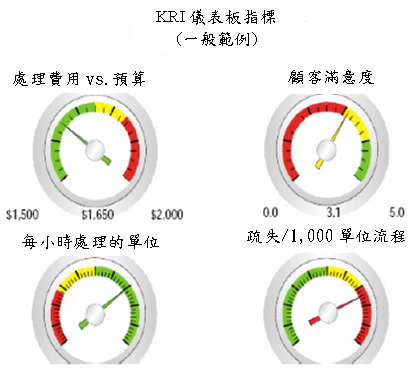 KRI 儀表板指標
(一般範例)
處理費用 vs. 預算
顧客滿意度
$1,500 $1,650 $2,000
0.0 3.1 5.0
每小時處理的單位
疏失/1,000 單位流程